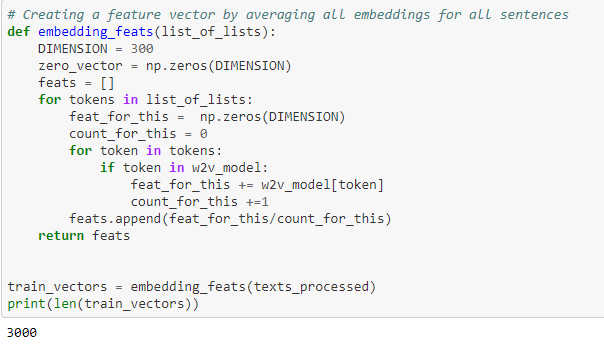 # Creating a feature vector by averaging all embeddings for all sentences
def embedding_feats(list_of_lists):
    DIMENSION = 300
    zero_vector = np.zeros(DIMENSION)
    feats = []
    for tokens in list_of_lists:
        feat_for_this =  np.zeros(DIMENSION)
        count_for_this = 0
        for token in tokens:
            if token in w2v_model:
                feat_for_this += w2v_model[token]
                count_for_this +=1
        feats.append(feat_for_this/count_for_this)
    return feats
train_vectors = embedding_feats(texts_processed)
print(len(train_vectors))
3000